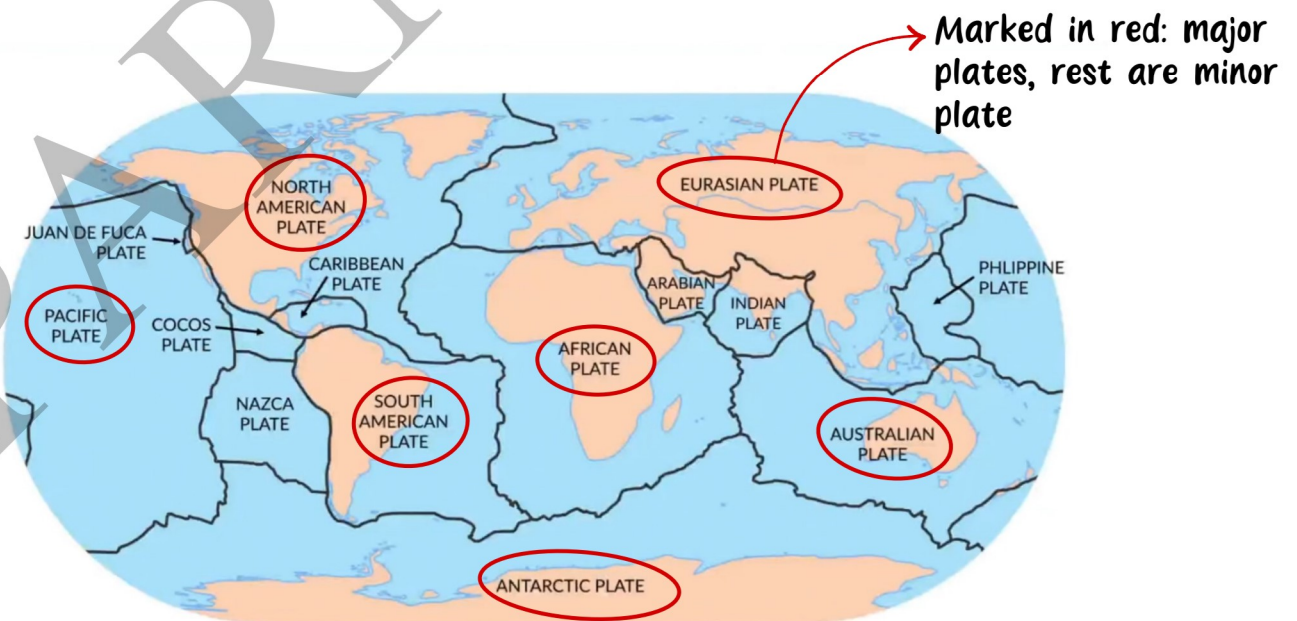 Marked in red: major
plates, rest are minor
plate
NORTH
AMERICAN
PLATE
EURASIAN PLATE
JUAN DE FUCA
PLATE
CARIBBEAN
PLATE
ARABIAN
PLATE
INDIAN
PLATE
PHLIPPINE
PLATE
PACIFIC
PLATE
COCOS
PLATE
AFRICAN
PLATE
NAZCA
PLATE
SOUTH
AMERICAN
PLATE
AUSTRALIAN
PLATE
ANTARCTIC PLATE